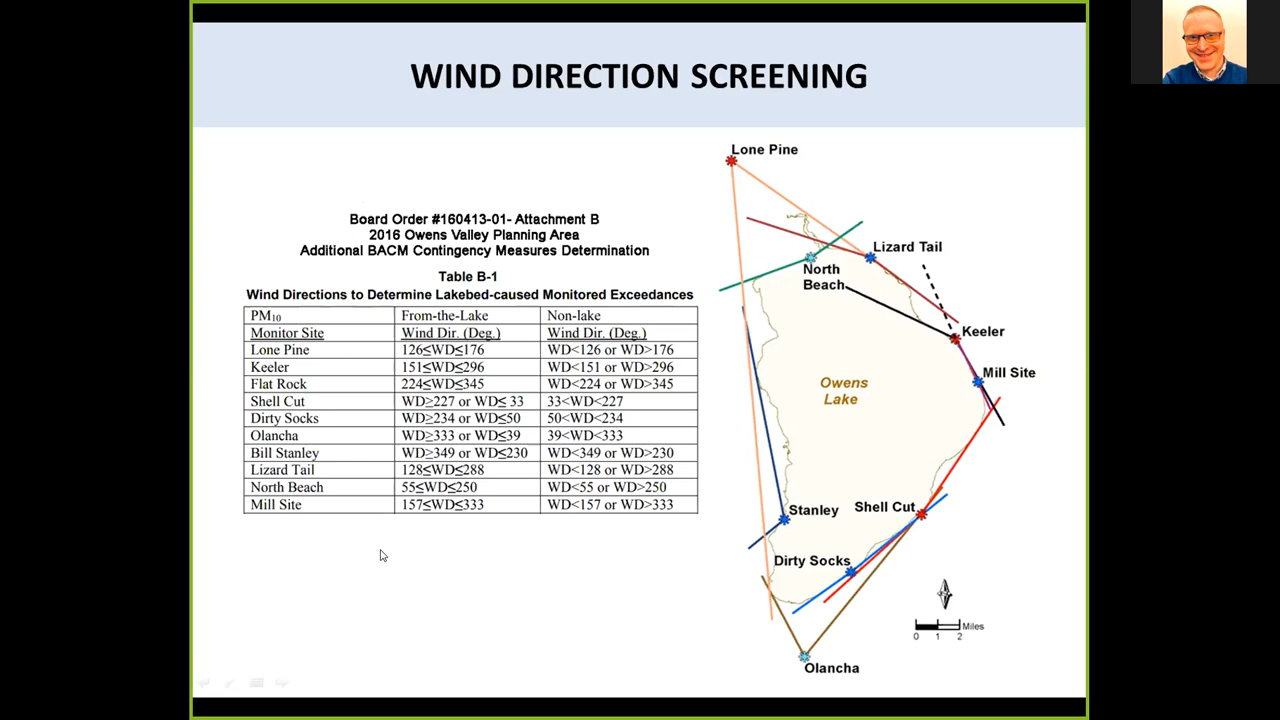 WIND DIRECTION SCREENING
Board Order #160413-01- Attachment B
2016 Owens Valley Planning Area
Additional BACM Contingency Measures Determination
Table B-1
Wind Directions to Determine Lakebed-caused Monitored Exceedances
PM10 From-the-Lake Non-lake
Monitor Site Wind Dir. (Deg.) Wind Dir. (Deg.)
Lone Pine 126≤WD≤176 WD<126 or WD>176
Keeler 151≤WD≤296 WD<151 or WD>296
Flat Rock 224≤WD≤345 WD<224 or WD>345
Shell Cut WD≥227 or WD≤ 33 33<WD<227
Dirty Socks WD≥234 or WD≤50 50<WD<234
Olancha WD≥333 or WD≤39 39<WD<333
Bill Stanley WD≥349 or WD≤230 WD<349 or WD>230
Lizard Tail 128≤WD≤288 WD<128 or WD>288
North Beach 55≤WD≤250 WD<55 or WD>250
Mill Site 157≤WD≤333 WD<157 or WD>333
Lone Pine
Lizard Tail
North
Beach
Keeler
Mill Site
Owens
Lake
Stanley
Shell Cut
Dirty Socks
Miles
0 1 2
Olancha